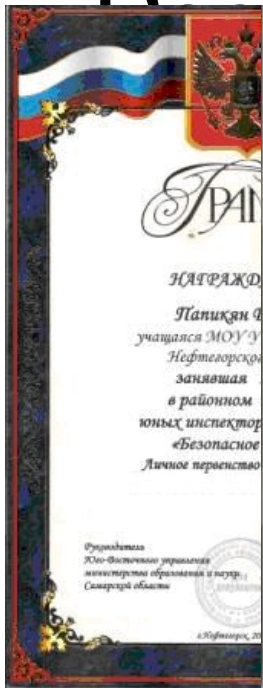 ГРАМ
НАГРАЖД
Папикян
учащаяся МОУ У
Нефтегорско
занявшая
в районном
юных инспектор
«Безопасное
Личное первенство
Руководитель
Юго-Восточного управления
министерства образования и науки
Самарской области
г.Нефтегорск, 20